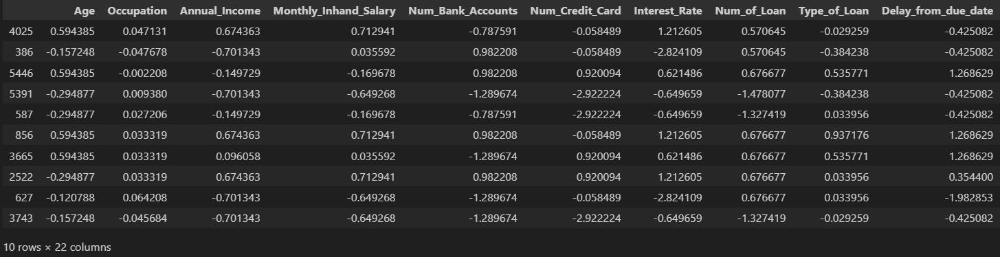 Age Occupation Annual_Income Monthly_Inhand_Salary Num_Bank_Accounts Num_Credit_Card Interest_Rate Num_of_Loan Type_of_Loan Delay_from_due_date
4025 0.594385 0.047131 0.674363 0.712941 -0.787591 -0.058489 1.212605 0.570645 -0.029259 -0.425082
386 -0.157248 -0.047678 -0.701343 0.035592 0.982208 -0.058489 -2.824109 0.570645 -0.384238 -0.425082
5446 0.594385 -0.002208 -0.149729 -0.169678 0.982208 0.920094 0.621486 0.676677 0.535771 1.268629
5391 -0.294877 0.009380 -0.701343 -0.649268 -1.289674 -2.922224 -0.649659 -1.478077 -0.384238 -0.425082
587 -0.294877 0.027206 -0.149729 -0.169678 -0.787591 -2.922224 -0.649659 -1.327419 0.033956 -0.425082
856 0.594385 0.033319 0.674363 0.712941 0.982208 -0.058489 1.212605 0.676677 0.937176 1.268629
3665 0.594385 0.033319 0.096058 0.035592 -1.289674 0.920094 0.621486 0.676677 0.535771 1.268629
2522 -0.294877 0.033319 0.674363 0.712941 0.982208 0.920094 1.212605 0.676677 0.033956 0.354400
627 -0.120788 0.064208 -0.701343 -0.649268 -1.289674 -0.058489 -2.824109 0.676677 0.033956 -1.982853
3743 -0.157248 -0.045684 -0.701343 -0.649268 -1.289674 -2.922224 -0.649659 -1.327419 -0.029259 -0.425082
10 rows × 22 columns